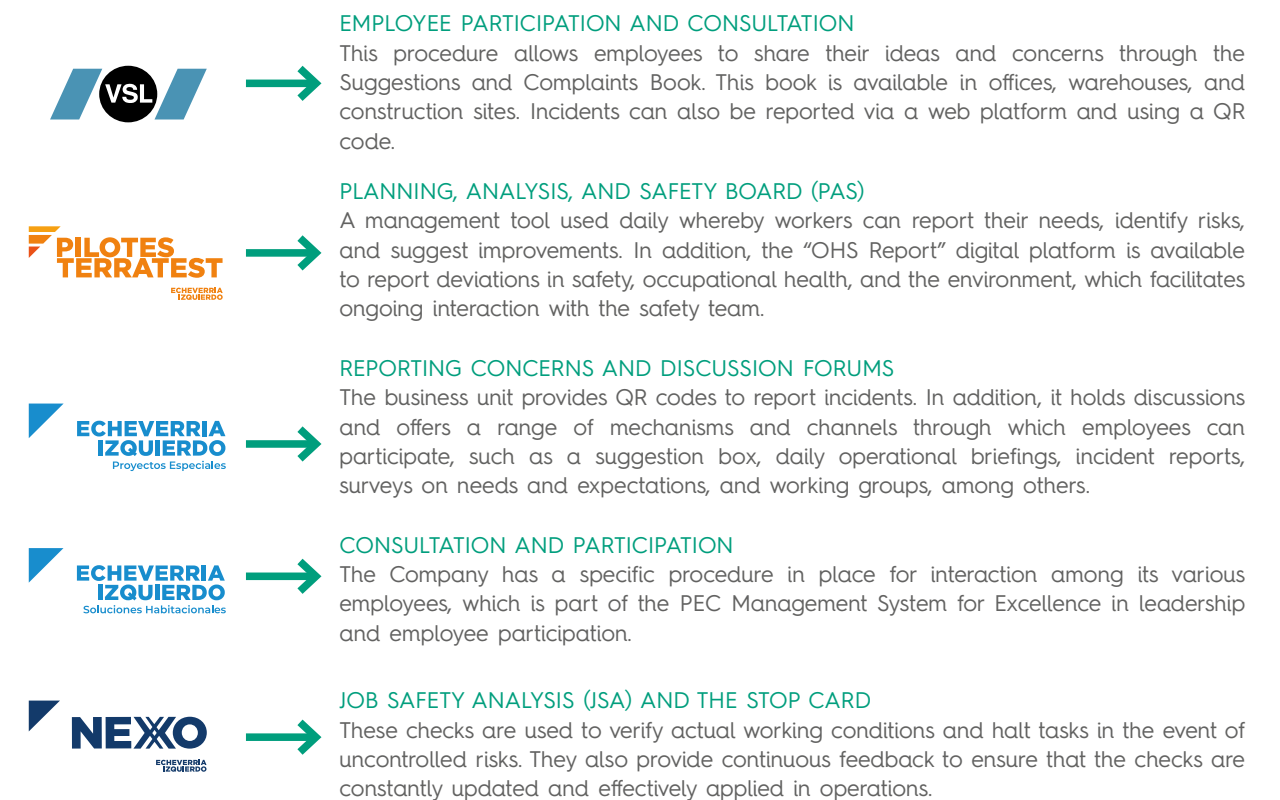 EMPLOYEE PARTICIPATION AND CONSULTATION
This procedure allows employees to share their ideas and concerns through the
Suggestions and Complaints Book. This book is available in offices, warehouses, and
construction sites. Incidents can also be reported via a web platform and using a QR
code.
VSL
PLANNING, ANALYSIS, AND SAFETY BOARD (PAS)
A management tool used daily whereby workers can report their needs, identify risks,
and suggest improvements. In addition, the “OHS Report” digital platform is available
to report deviations in safety, occupational health, and the environment, which facilitates
ongoing interaction with the safety team.
PILOTES
TERRATEST
ECHEVERRÍA
IZQUIERDO
REPORTING CONCERNS AND DISCUSSION FORUMS
The business unit provides QR codes to report incidents. In addition, it holds discussions
and offers a range of mechanisms and channels through which employees can
participate, such as a suggestion box, daily operational briefings, incident reports,
surveys on needs and expectations, and working groups, among others.
ECHEVERRIA
IZQUIERDO
Proyectos Especiales
CONSULTATION AND PARTICIPATION
The Company has a specific procedure in place for interaction among its various
employees, which is part of the PEC Management System for Excellence in leadership
and employee participation.
ECHEVERRIA
IZQUIERDO
Soluciones Habitacionales
JOB SAFETY ANALYSIS (JSA) AND THE STOP CARD
These checks are used to verify actual working conditions and halt tasks in the event of
uncontrolled risks. They also provide continuous feedback to ensure that the checks are
constantly updated and effectively applied in operations.
NEXXO
ECHEVERRÍA
IZQUIERDO